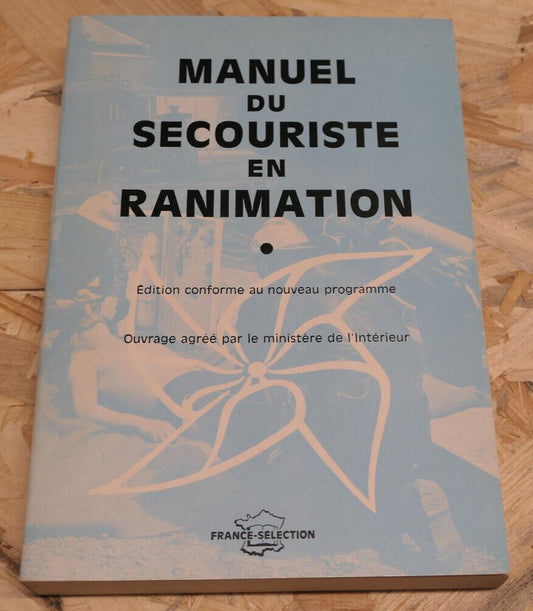 MANUEL
DU
SECOURISTE
EN
RANIMATION
Édition conforme au nouveau programme
Ouvrage agréé par le ministère de l'Intérieur
FRANCE-SÉLECTION